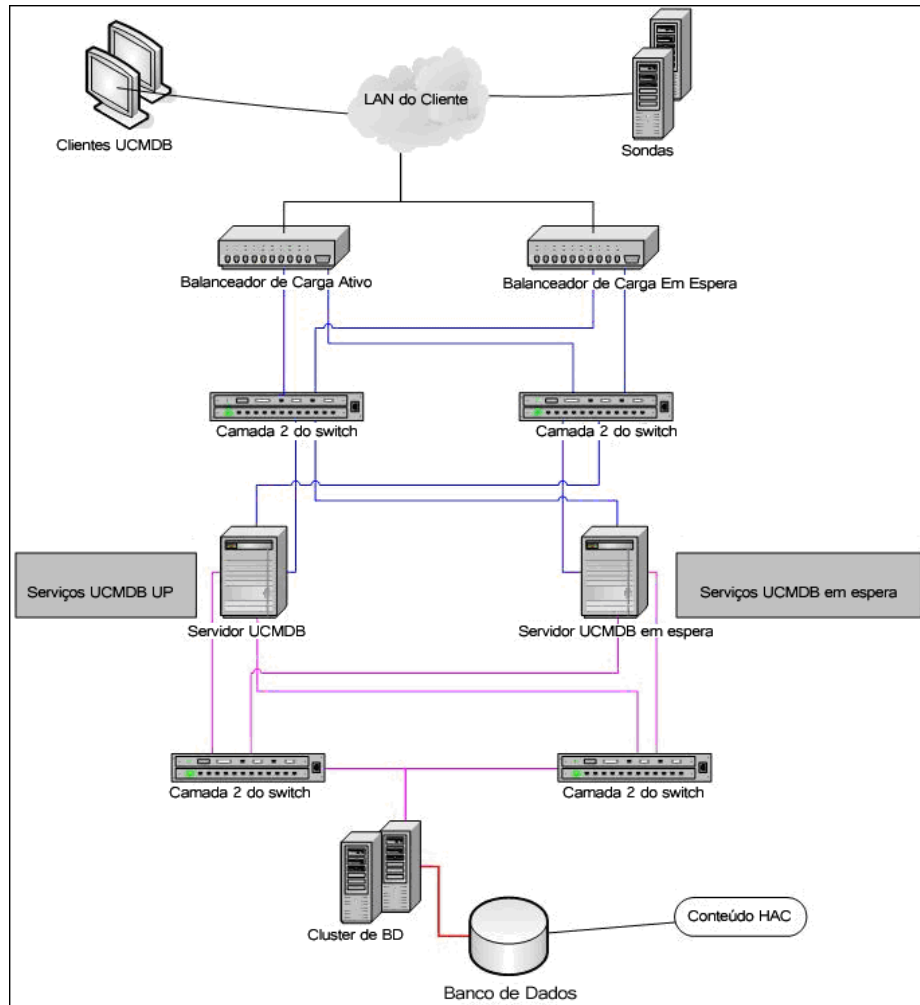 LAN do Cliente
Clientes UCMDB
Sondas
Balanceador de Carga Ativo
Balanceador de Carga Em Espera
Camada 2 do switch
Camada 2 do switch
Serviços UCMDB UP
Serviços UCMDB em espera
Servidor UCMDB
Servidor UCMDB em espera
Camada 2 do switch
Camada 2 do switch
Conteúdo HAC
Cluster de BD
Banco de Dados